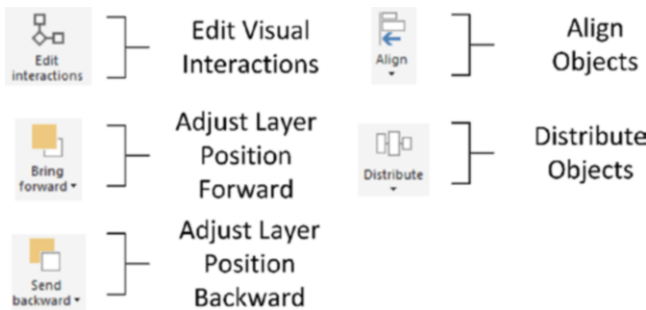 Edit
interactions
Edit Visual
Interactions
Align
Align
Objects
Bring
forward
Adjust Layer
Position
Forward
Distribute
Distribute
Objects
Send
backward
Adjust Layer
Position
Backward